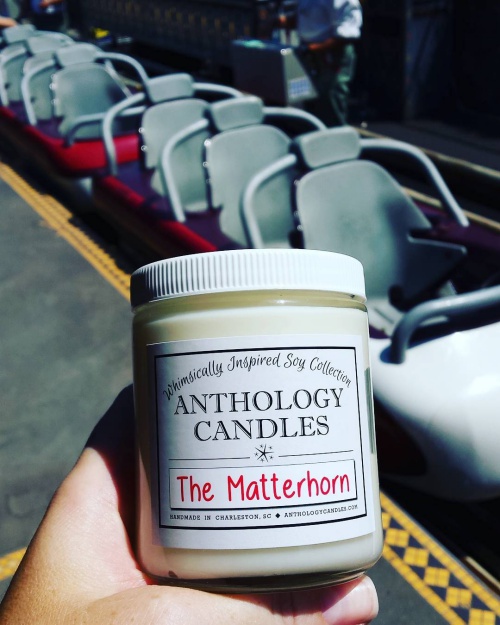 Whimsically Inspired Soy Collection
ANTHOLOGY
CANDLES
The Matterhorn
HANDMADE IN CHARLESTON, SC ◆ ANTHOLOGYCANDLES.COM